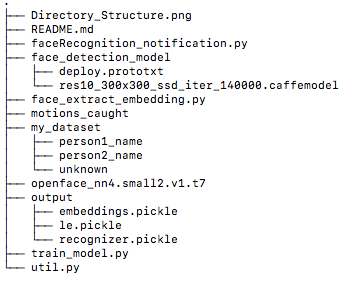 .
├── Directory_Structure.png
├── README.md
├── faceRecognition_notification.py
├── face_detection_model
│   ├── deploy.prototxt
│   └── res10_300x300_ssd_iter_140000.caffemodel
├── face_extract_embedding.py
├── motions_caught
├── my_dataset
│   ├── person1_name
│   ├── person2_name
│   └── unknown
├── openface_nn4.small2.v1.t7
├── output
│   ├── embeddings.pickle
│   ├── le.pickle
│   └── recognizer.pickle
├── train_model.py
└── util.py